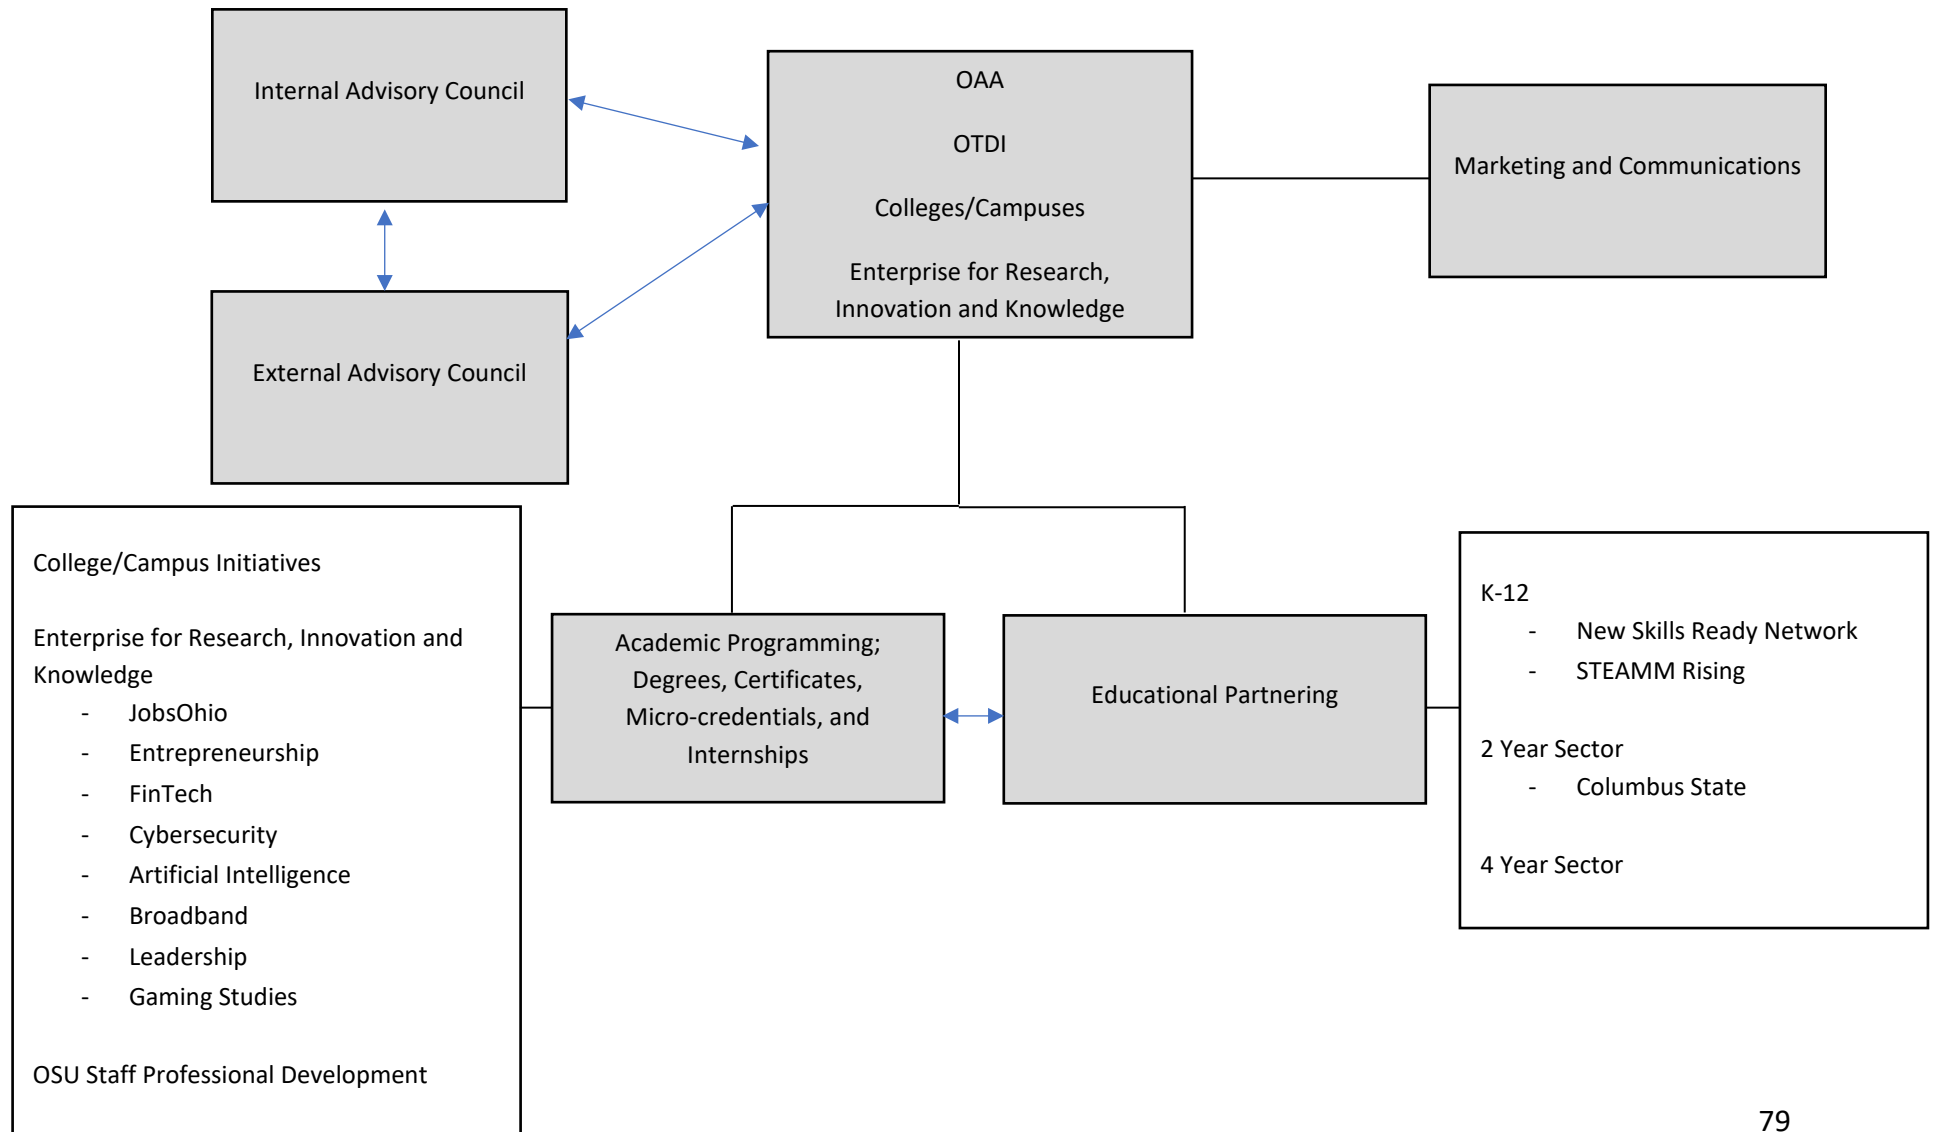 Internal Advisory Council
OAA
OTDI
Colleges/Campuses
Enterprise for Research,
Innovation and Knowledge
Marketing and Communications
External Advisory Council
College/Campus Initiatives
Enterprise for Research, Innovation and
Knowledge
- JobsOhio
- Entrepreneurship
- FinTech
- Cybersecurity
- Artificial Intelligence
- Broadband
- Leadership
- Gaming Studies
OSU Staff Professional Development
Academic Programming;
Degrees, Certificates,
Micro-credentials, and
Internships
Educational Partnering
K-12
- New Skills Ready Network
- STEAMM Rising
2 Year Sector
- Columbus State
4 Year Sector
79